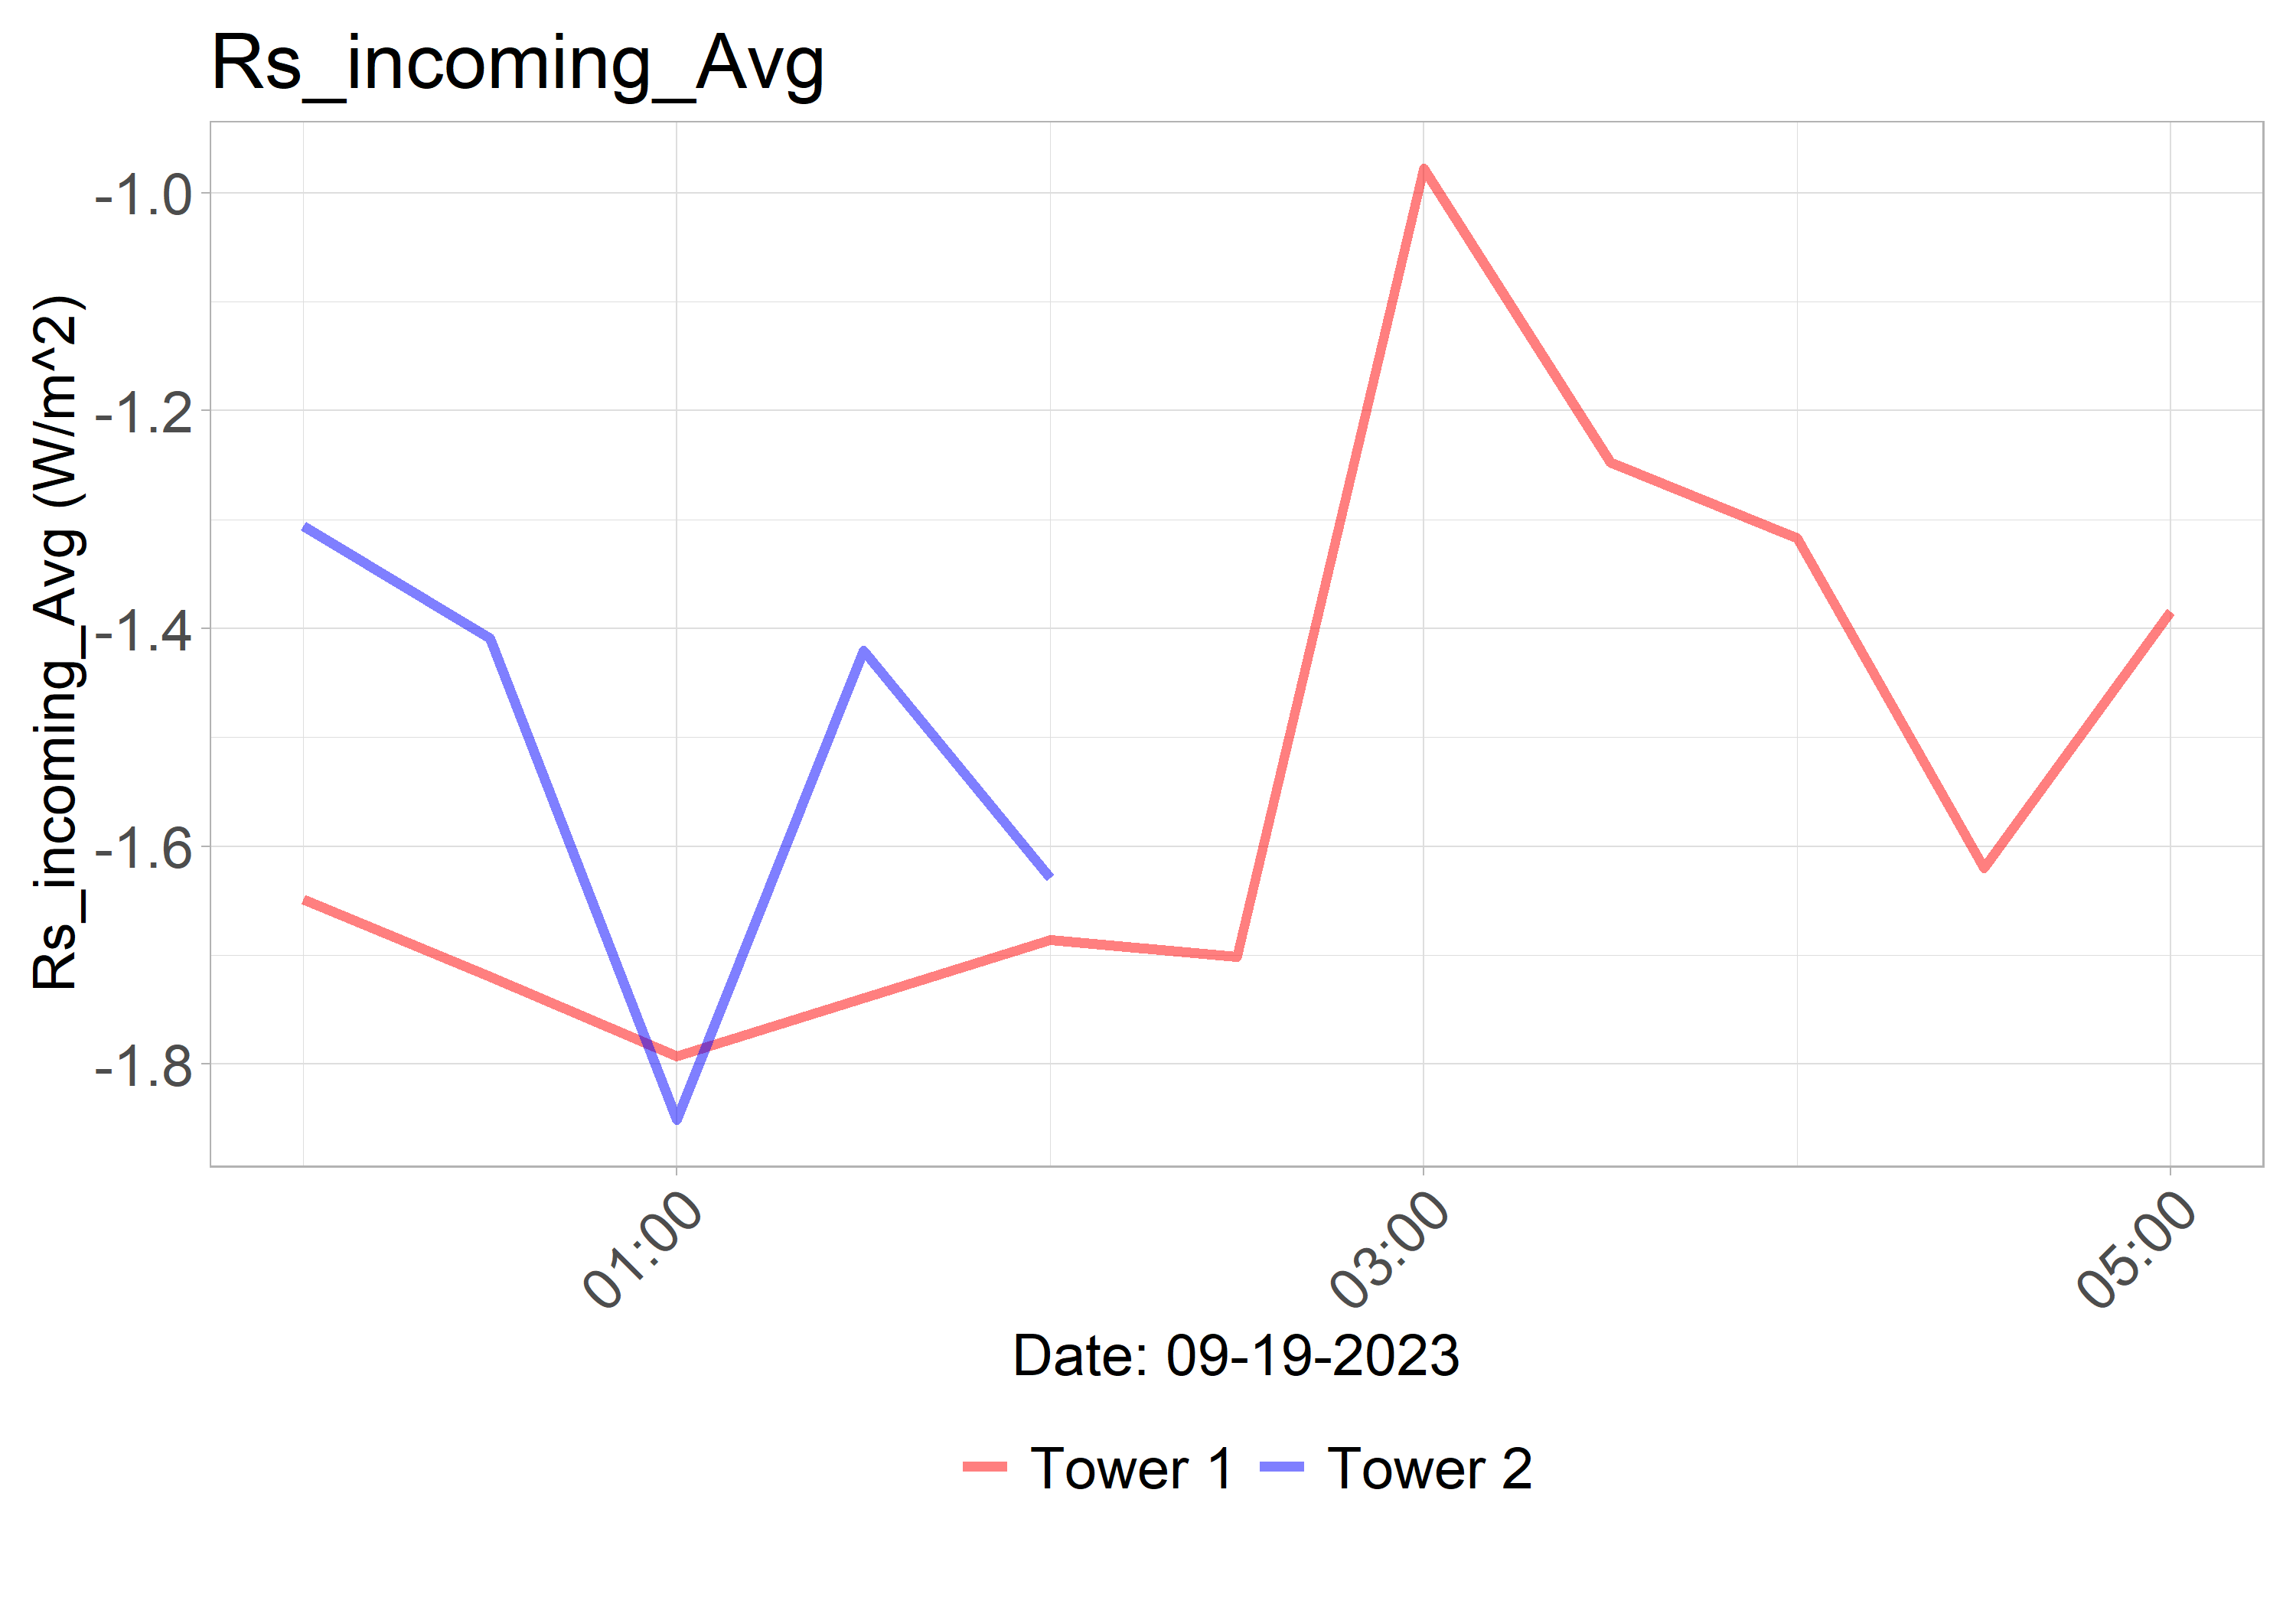 Rs_incoming_Avg
Rs_incoming_Avg (W/m^2)
-1.0
-1.2
-1.4
-1.6
-1.8
01:00
03:00
05:00
Date: 09-19-2023
Tower 1
Tower 2